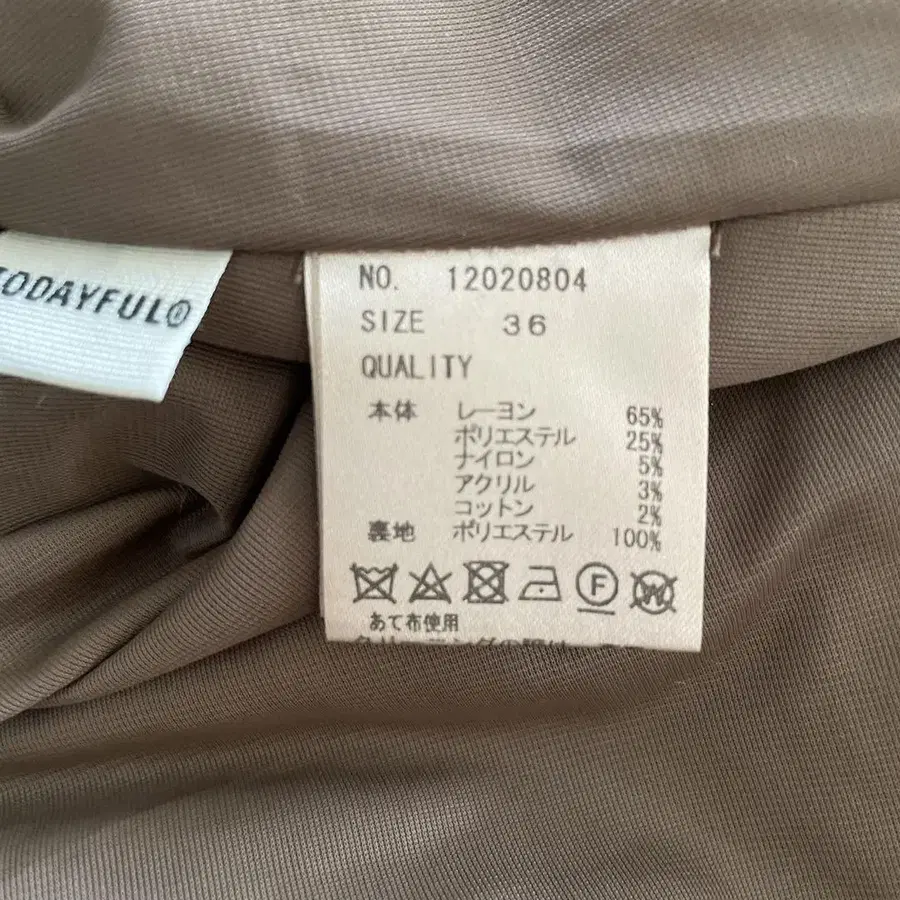 TODAYFUL®
NO. 12020804
SIZE 36
QUALITY
本体 レーヨン 65%
ポリエステル 25%
ナイロン 5%
アクリル 3%
コットン 2%
裏地 ポリエステル 100%
F W
あて布使用